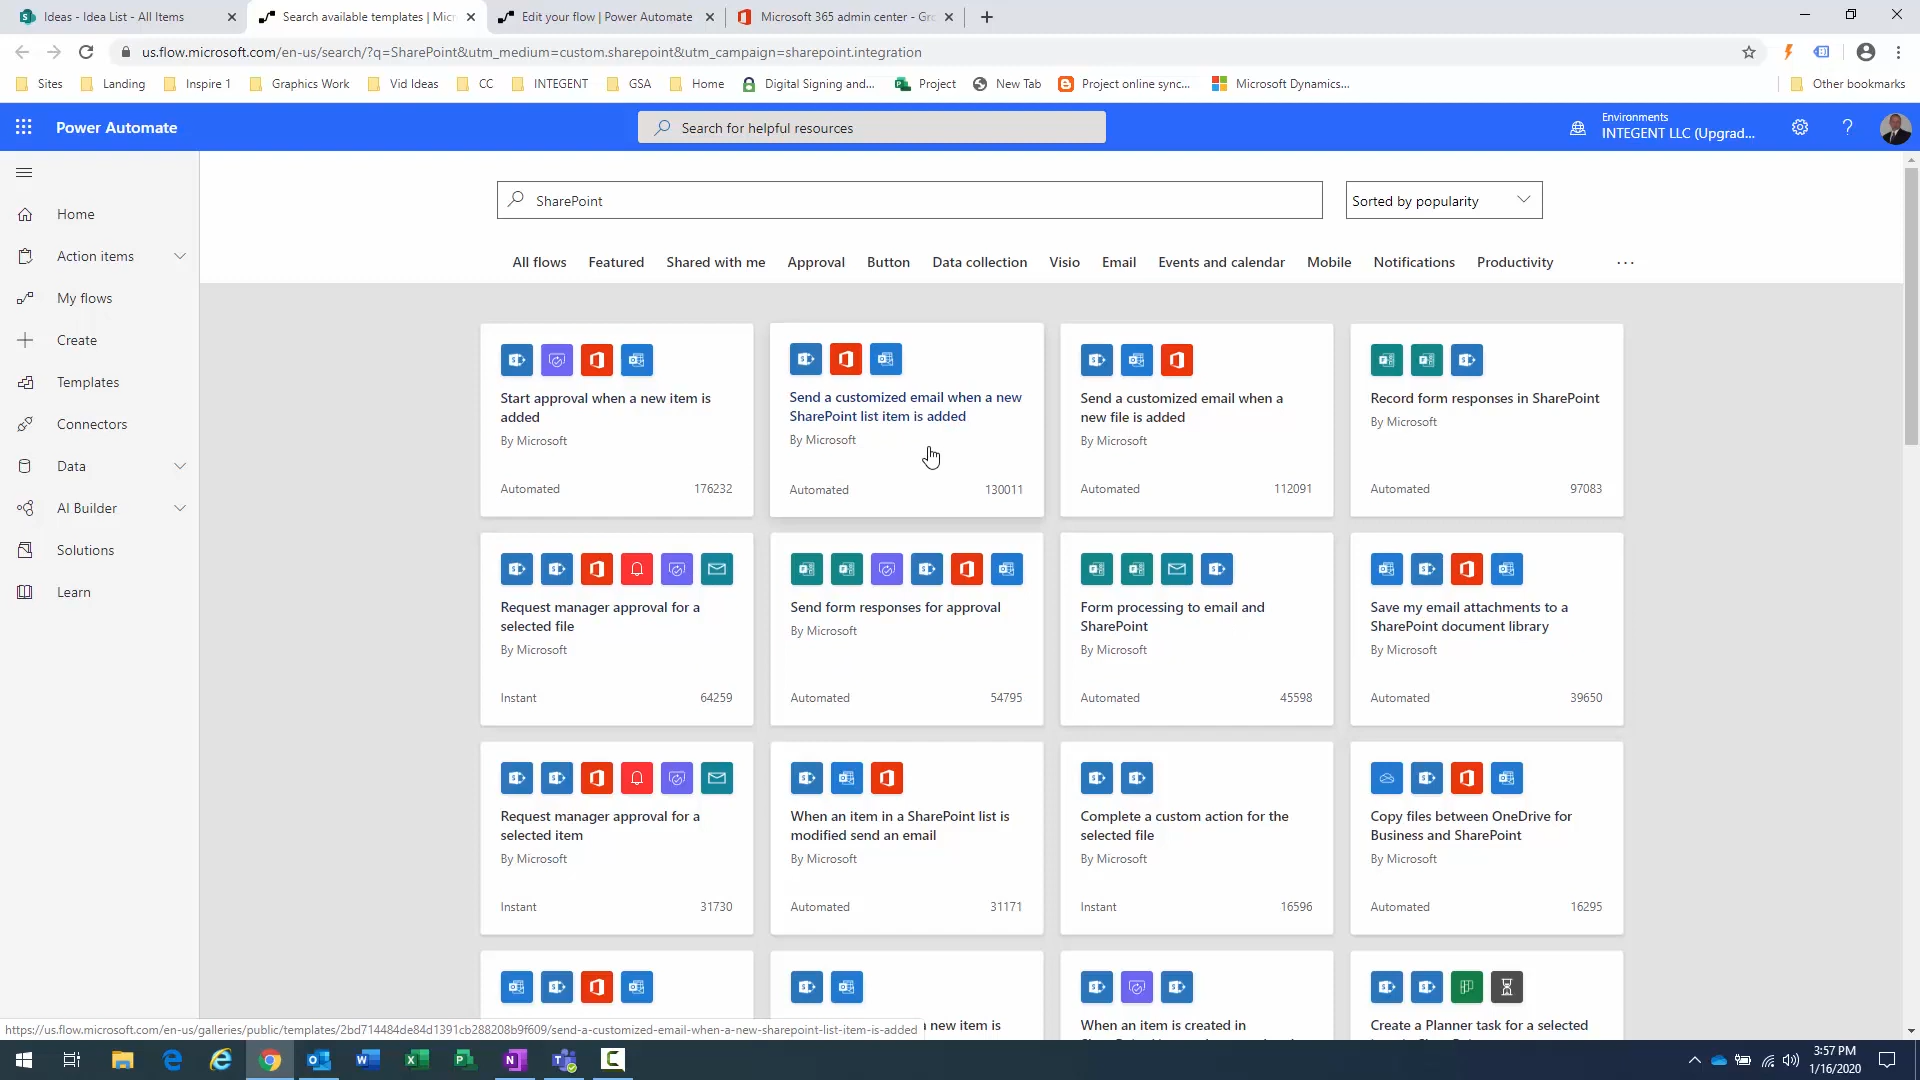 Ideas - Idea List - All Items
Search available templates | Micr
Edit your flow | Power Automate
Microsoft 365 admin center - Gro
us.flow.microsoft.com/en-us/search/?q=SharePoint&utm_medium=custom.sharepoint&utm_campaign=sharepoint.integration
Sites
Landing
Inspire 1
Graphics Work
Vid Ideas
CC
INTEGENT
GSA
Home
Digital Signing and...
Project
New Tab
Project online sync...
Microsoft Dynamics...
Other bookmarks
Power Automate
Search for helpful resources
Environments
INTEGENT LLC (Upgrad...
?
Home
Action items
My flows
Create
Templates
Connectors
Data
AI Builder
Solutions
Learn
SharePoint
Sorted by popularity
All flows
Featured
Shared with me
Approval
Button
Data collection
Visio
Email
Events and calendar
Mobile
Notifications
Productivity
...
Start approval when a new item is
added
By Microsoft
Automated 176232
Send a customized email when a new
SharePoint list item is added
By Microsoft
Automated 130011
Send a customized email when a
new file is added
By Microsoft
Automated 112091
Record form responses in SharePoint
By Microsoft
Automated 97083
Request manager approval for a
selected file
By Microsoft
Instant 64259
Send form responses for approval
By Microsoft
Automated 54795
Form processing to email and
SharePoint
By Microsoft
Automated 45598
Save my email attachments to a
SharePoint document library
By Microsoft
Automated 39650
Request manager approval for a
selected item
By Microsoft
Instant 31730
When an item in a SharePoint list is
modified send an email
By Microsoft
Automated 31171
Complete a custom action for the
selected file
By Microsoft
Instant 16596
Copy files between OneDrive for
Business and SharePoint
By Microsoft
Automated 16295
new item is
When an item is created in
Create a Planner task for a selected
https://us.flow.microsoft.com/en-us/galleries/public/templates/2bd714484de84d1391cb288208b9f609/send-a-customized-email-when-a-new-sharepoint-list-item-is-added
3:57 PM
1/16/2020